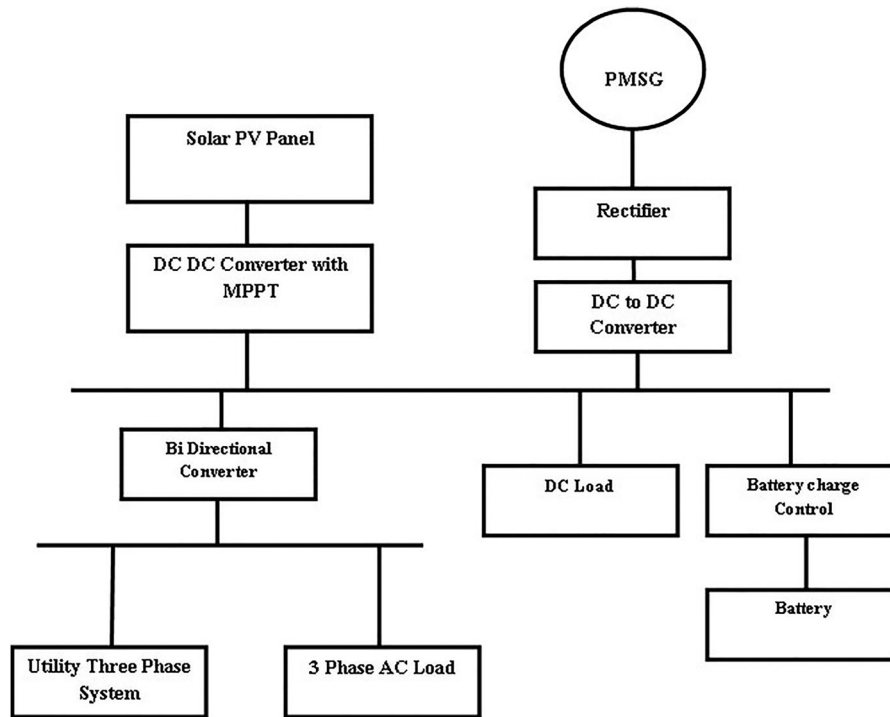 PMSG
Solar PV Panel
Rectifier
DC DC Converter with
MPPT
DC to DC
Converter
Bi Directional
Converter
DC Load
Battery charge
Control
Battery
Utility Three Phase
System
3 Phase AC Load